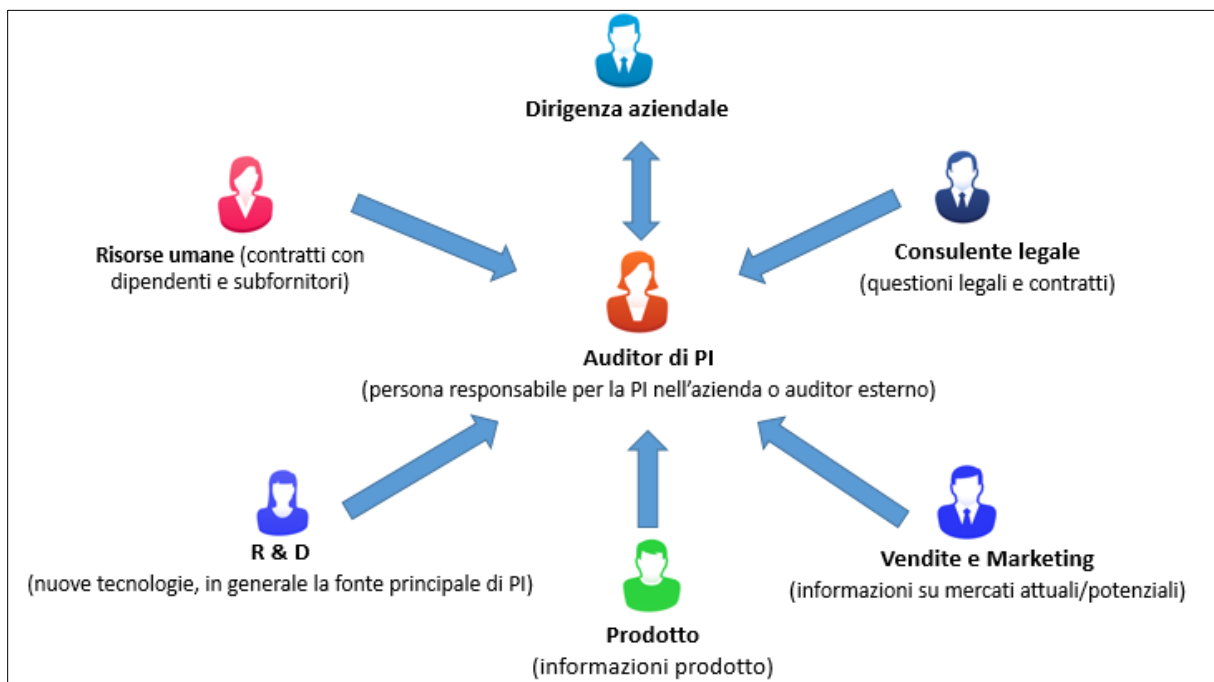 Dirigenza aziendale
Risorse umane (contratti con
dipendenti e subfornitori)
Consulente legale
(questioni legali e contratti)
Auditor di PI
(persona responsabile per la PI nell'azienda o auditor esterno)
R & D
(nuove tecnologie, in generale la fonte principale di PI)
Vendite e Marketing
(informazioni su mercati attuali/potenziali)
Prodotto
(informazioni prodotto)